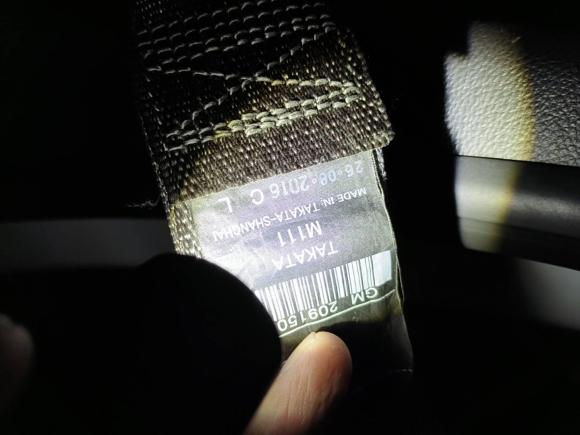 GM 209150
TAKATA
M111
MADE IN: TAKATA-SHANGHAI
26-08-2016 C L